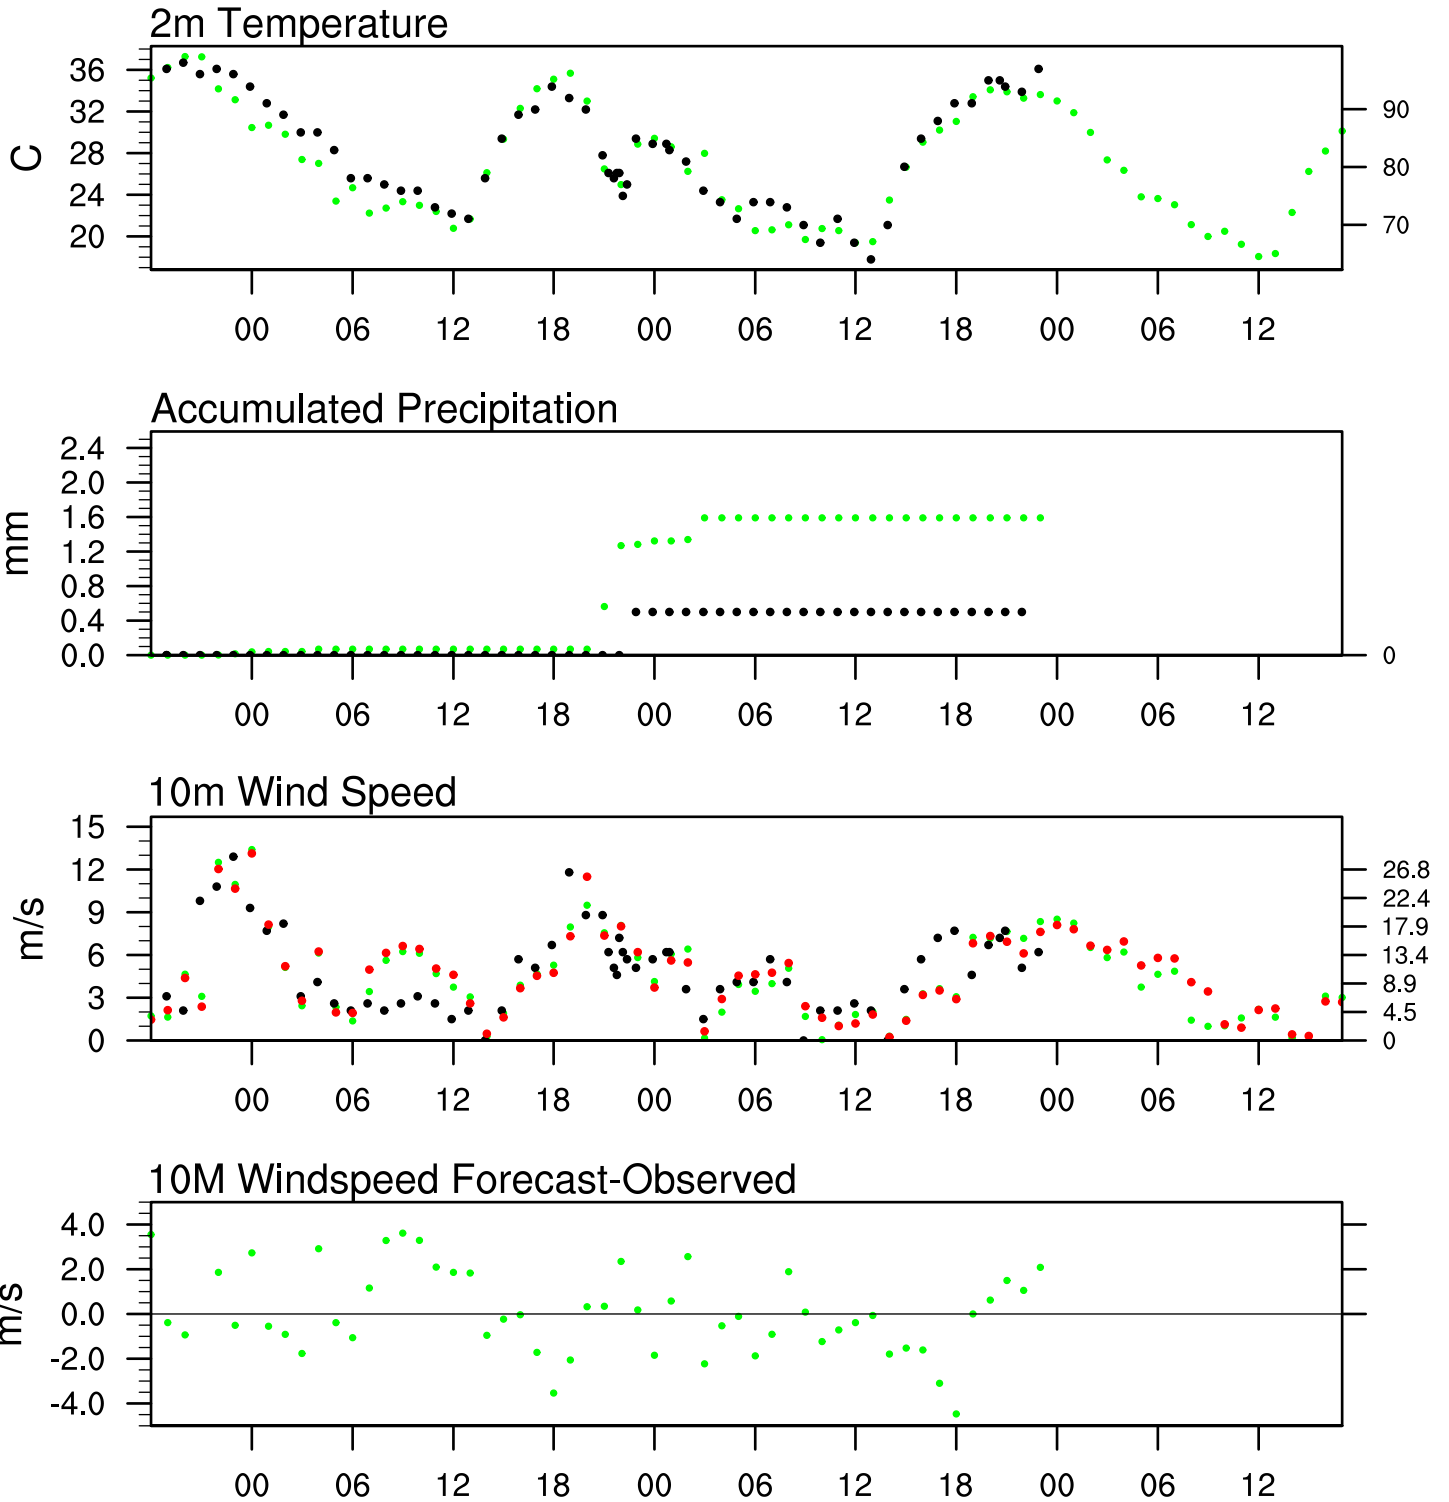 2m Temperature
36
32
28
24
20
C
90
80
70
00 06 12 18 00 06 12 18 00 06 12
Accumulated Precipitation
2.4
2.0
1.6
1.2
0.8
0.4
0.0
mm
0
00 06 12 18 00 06 12 18 00 06 12
10m Wind Speed
15
12
9
6
3
0
m/s
26.8
22.4
17.9
13.4
8.9
4.5
0
00 06 12 18 00 06 12 18 00 06 12
10M Windspeed Forecast-Observed
4.0
2.0
0.0
-2.0
-4.0
m/s
00 06 12 18 00 06 12 18 00 06 12